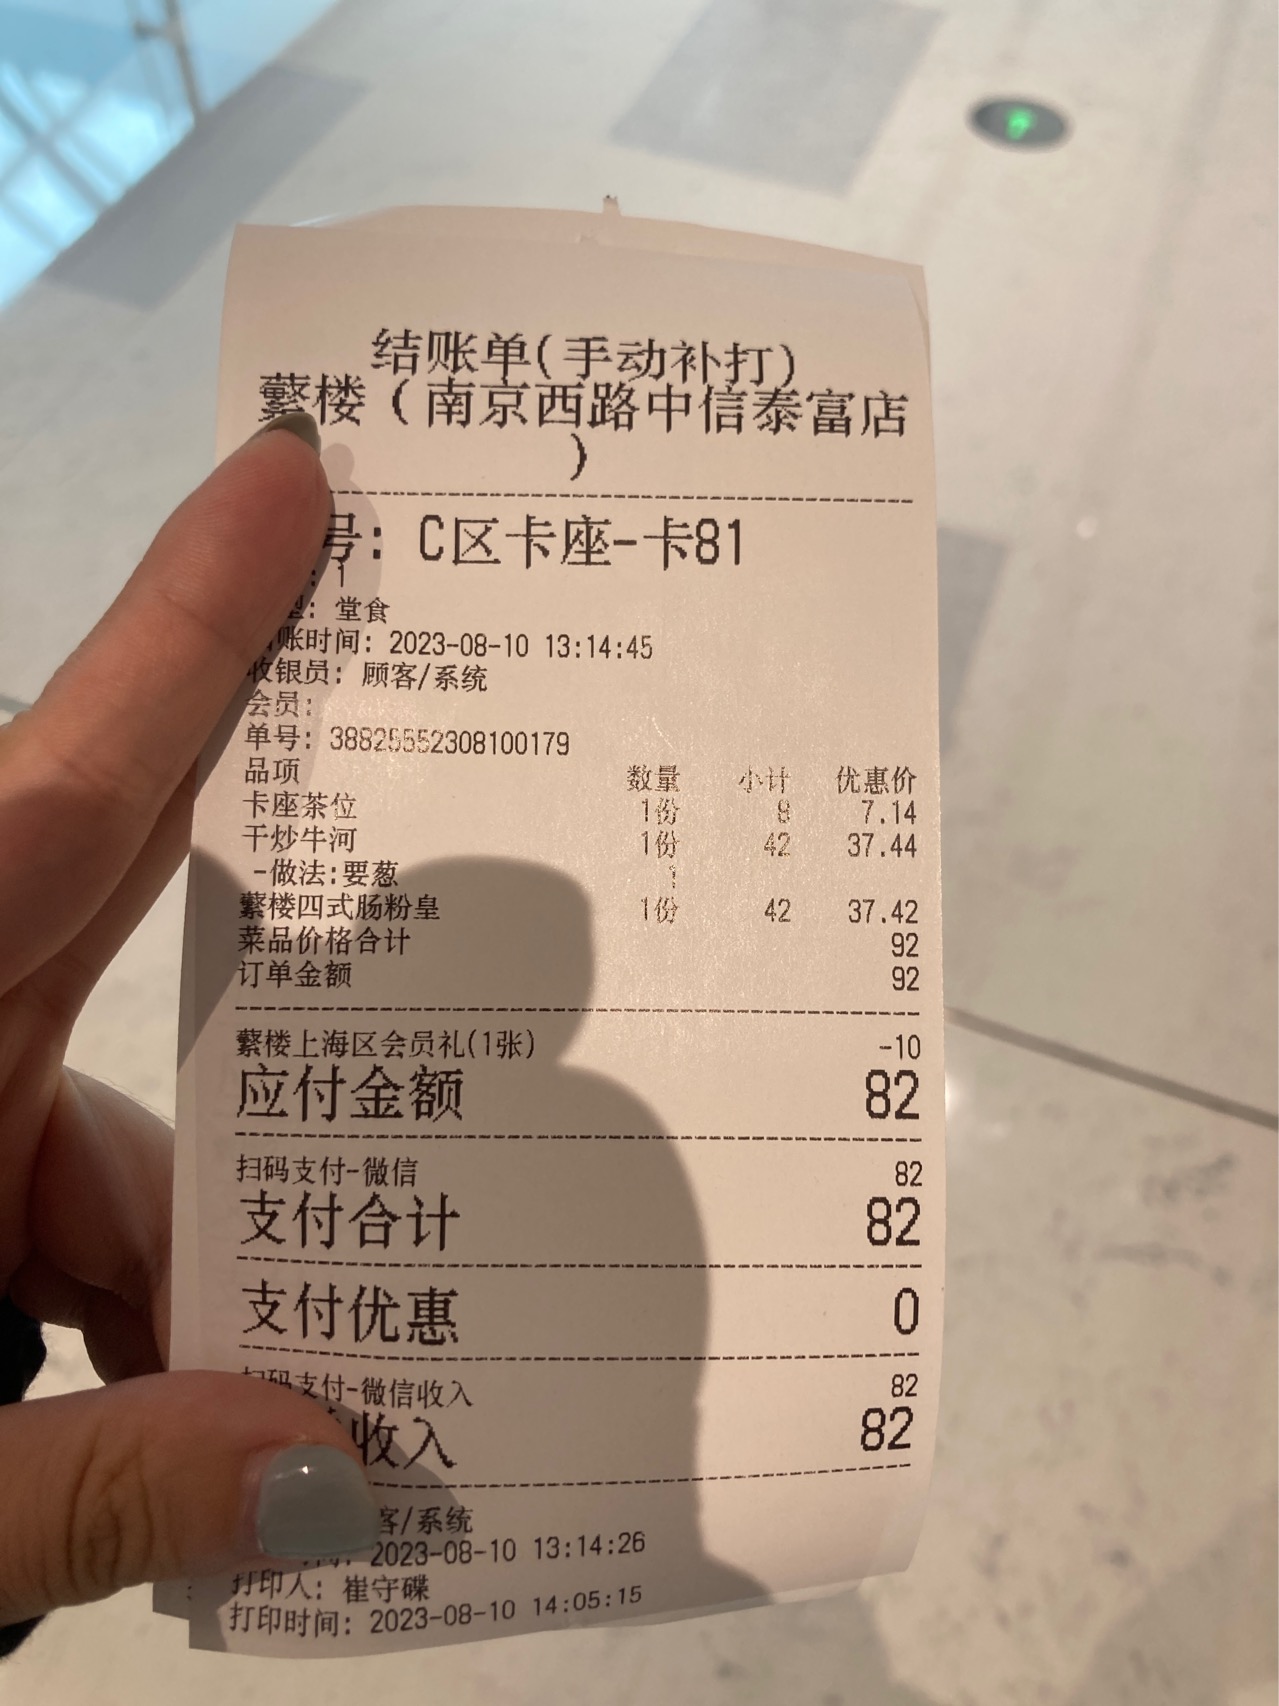 结账单(手动补打)
蘩楼（南京西路中信泰富店
）
号: C区卡座-卡81
: 1
型: 堂食
账时间: 2023-08-10 13:14:45
收银员: 顾客/系统
会员:
单号: 38825552308100179
品项 数量 小计 优惠价
卡座茶位 1份 8 7.14
干炒牛河 1份 42 37.44
-做法:要葱 1
蘩楼四式肠粉皇 1份 42 37.42
菜品价格合计 92
订单金额 92
蘩楼上海区会员礼(1张) -10
应付金额 82
扫码支付-微信 82
支付合计 82
支付优惠 0
扫码支付-微信收入 82
收入 82
客/系统
间: 2023-08-10 13:14:26
打印人: 崔守碟
打印时间: 2023-08-10 14:05:15